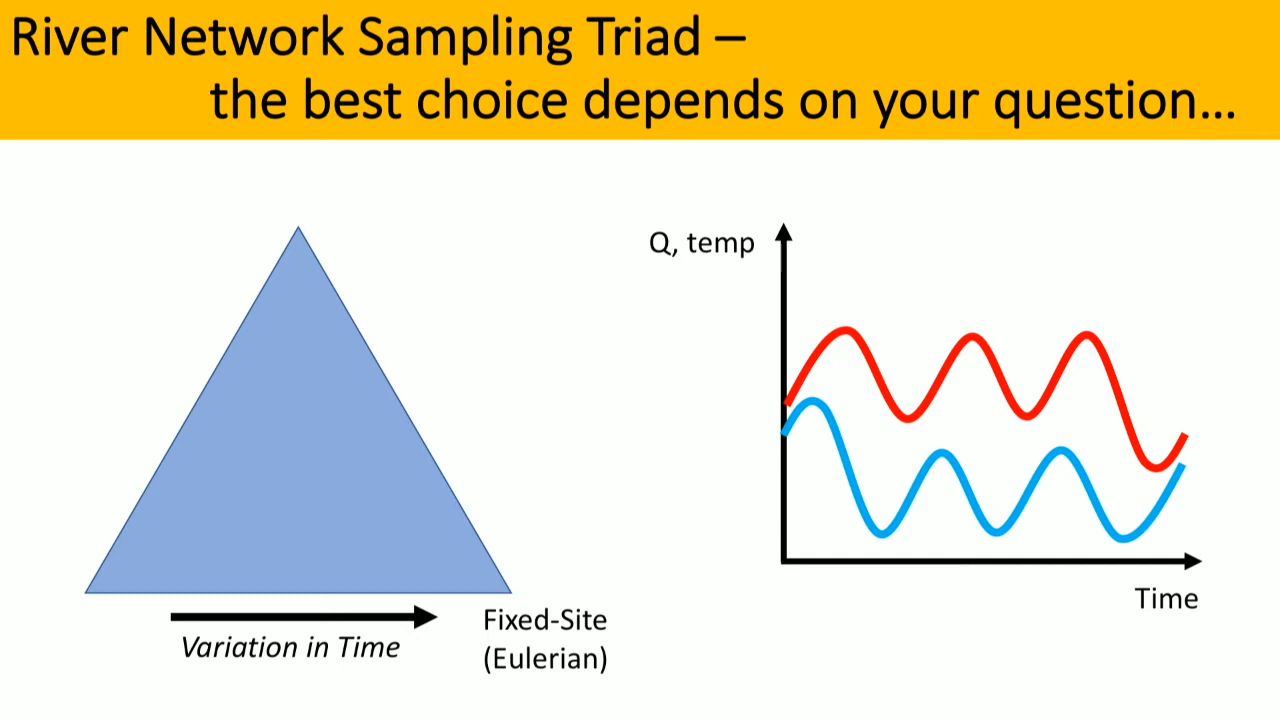 River Network Sampling Triad –
the best choice depends on your question…
Q, temp
Time
Variation in Time
Fixed-Site
(Eulerian)